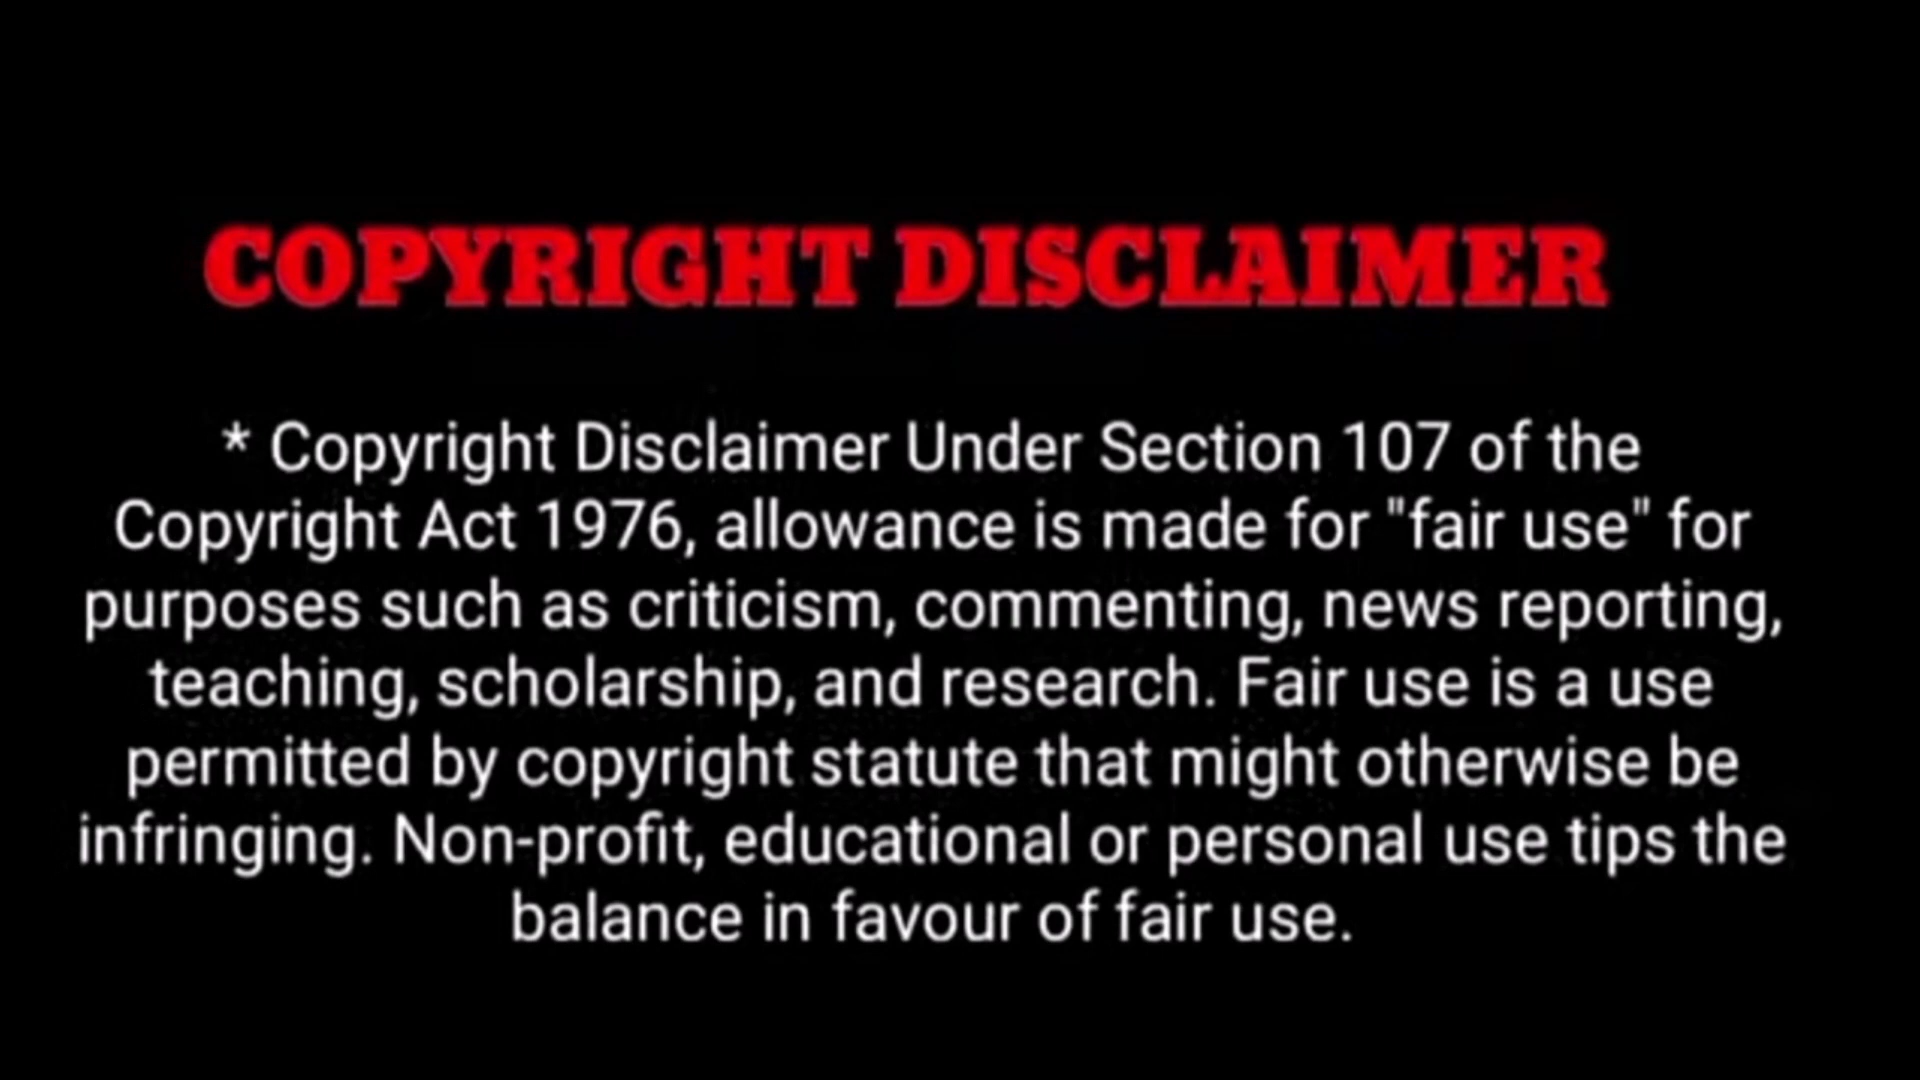 COPYRIGHT DISCLAIMER
* Copyright Disclaimer Under Section 107 of the
Copyright Act 1976, allowance is made for "fair use" for
purposes such as criticism, commenting, news reporting,
teaching, scholarship, and research. Fair use is a use
permitted by copyright statute that might otherwise be
infringing. Non-profit, educational or personal use tips the
balance in favour of fair use.